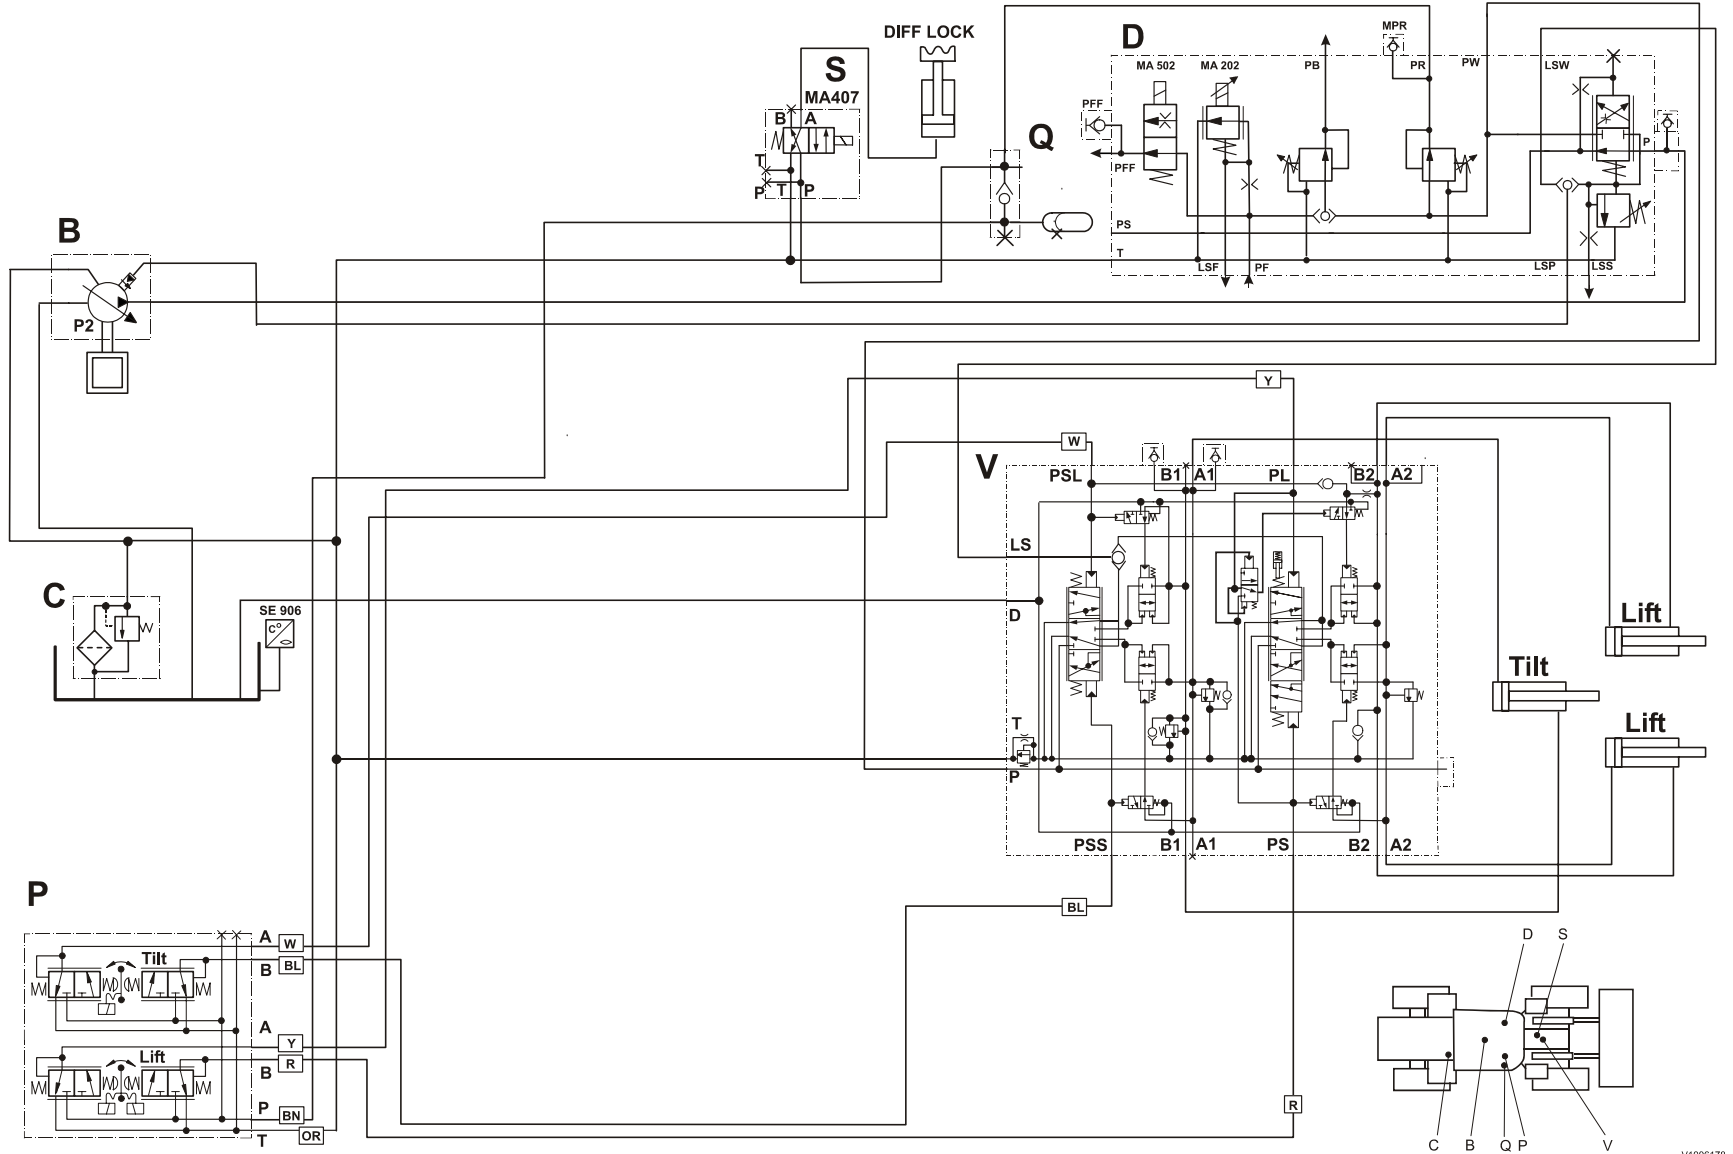 DIFF LOCK
S
MA407
B A
T
P
T P
D
MPR
MA 502
MA 202
PB
PR
PW
LSW
PFF
Q
PFF
P
PS
T
LSF
PF
LSP
LSS
B
P2
Y
W
V
PSL
B1
A1
PL
B2
A2
LS
C
SE 906
C°
D
Lift
Tilt
Lift
T
P
PSS
B1
A1
PS
B2
A2
P
BL
A
W
Tilt
B
BL
A
Y
Lift
R
B
P
BN
T
OR
R
D
S
C
B
Q
P
V